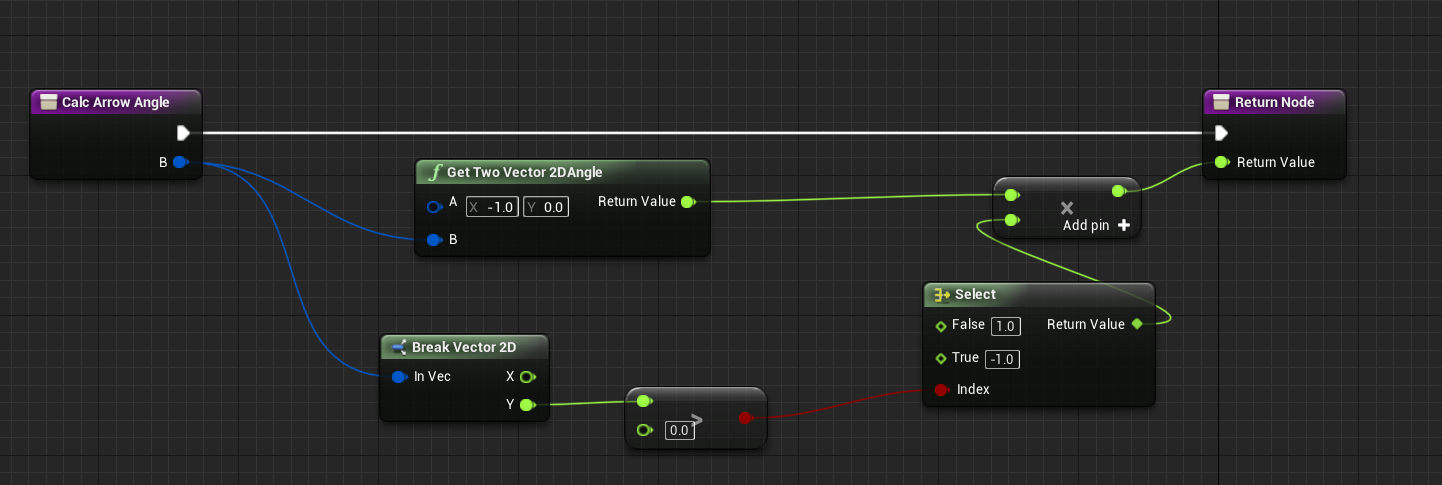 Calc Arrow Angle
B
Get Two Vector 2DAngle
A X -1.0 Y 0.0 Return Value
B
Break Vector 2D
In Vec X
Y
0.0 >
Select
False 1.0 Return Value
True -1.0
Index
×
Add pin +
Return Node
Return Value